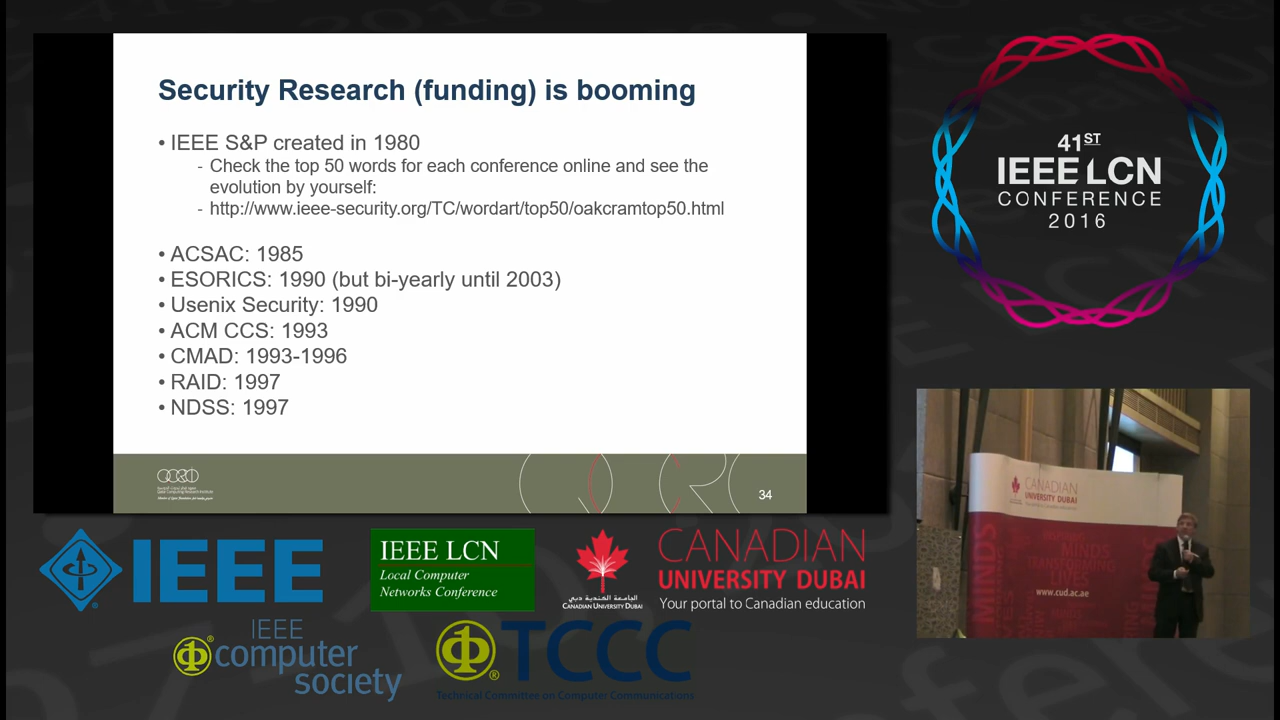 Security Research (funding) is booming
• IEEE S&P created in 1980
- Check the top 50 words for each conference online and see the
evolution by yourself:
- http://www.ieee-security.org/TC/wordart/top50/oakcramtop50.html
• ACSAC: 1985
• ESORICS: 1990 (but bi-yearly until 2003)
• Usenix Security: 1990
• ACM CCS: 1993
• CMAD: 1993-1996
• RAID: 1997
• NDSS: 1997
34
41ST
IEEE LCN
CONFERENCE
2016
CANADIAN
UNIVERSITY DUBAI
MINDS
MINDS
LIVES
www.cud.ac.ae
IEEE
IEEE LCN
Local Computer
Networks Conference
الجامعة الكندية دبي
CANADIAN UNIVERSITY DUBAI
CANADIAN
UNIVERSITY DUBAI
Your portal to Canadian education
IEEE
computer
society
TCCC
Technical Committee on Computer Communications